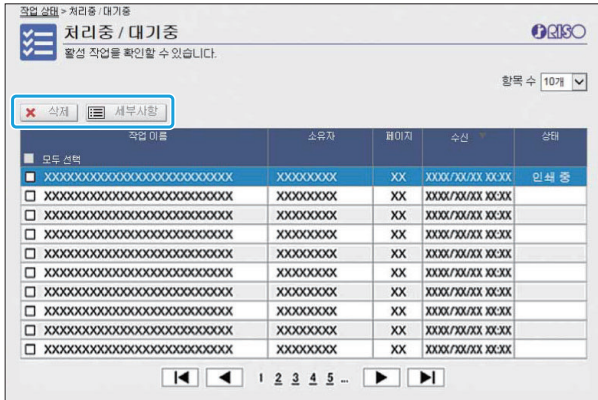 작업 상태 > 처리중 / 대기중
처리중 / 대기중
RISO
활성 작업을 확인할 수 있습니다.
항목 수 10개
삭제 세부사항
작업 이름 소유자 페이지 수신 상태
모두 선택
XXXXXXXXXXXXXXXXXXXXXXXXX XXXXXXXX XX XXXX/XX/XX XX:XX 인쇄 중
XXXXXXXXXXXXXXXXXXXXXXXXX XXXXXXXX XX XXXX/XX/XX XX:XX
XXXXXXXXXXXXXXXXXXXXXXXXX XXXXXXXX XX XXXX/XX/XX XX:XX
XXXXXXXXXXXXXXXXXXXXXXXXX XXXXXXXX XX XXXX/XX/XX XX:XX
XXXXXXXXXXXXXXXXXXXXXXXXX XXXXXXXX XX XXXX/XX/XX XX:XX
XXXXXXXXXXXXXXXXXXXXXXXXX XXXXXXXX XX XXXX/XX/XX XX:XX
XXXXXXXXXXXXXXXXXXXXXXXXX XXXXXXXX XX XXXX/XX/XX XX:XX
XXXXXXXXXXXXXXXXXXXXXXXXX XXXXXXXX XX XXXX/XX/XX XX:XX
XXXXXXXXXXXXXXXXXXXXXXXXX XXXXXXXX XX XXXX/XX/XX XX:XX
XXXXXXXXXXXXXXXXXXXXXXXXX XXXXXXXX XX XXXX/XX/XX XX:XX
1 2 3 4 5 ...